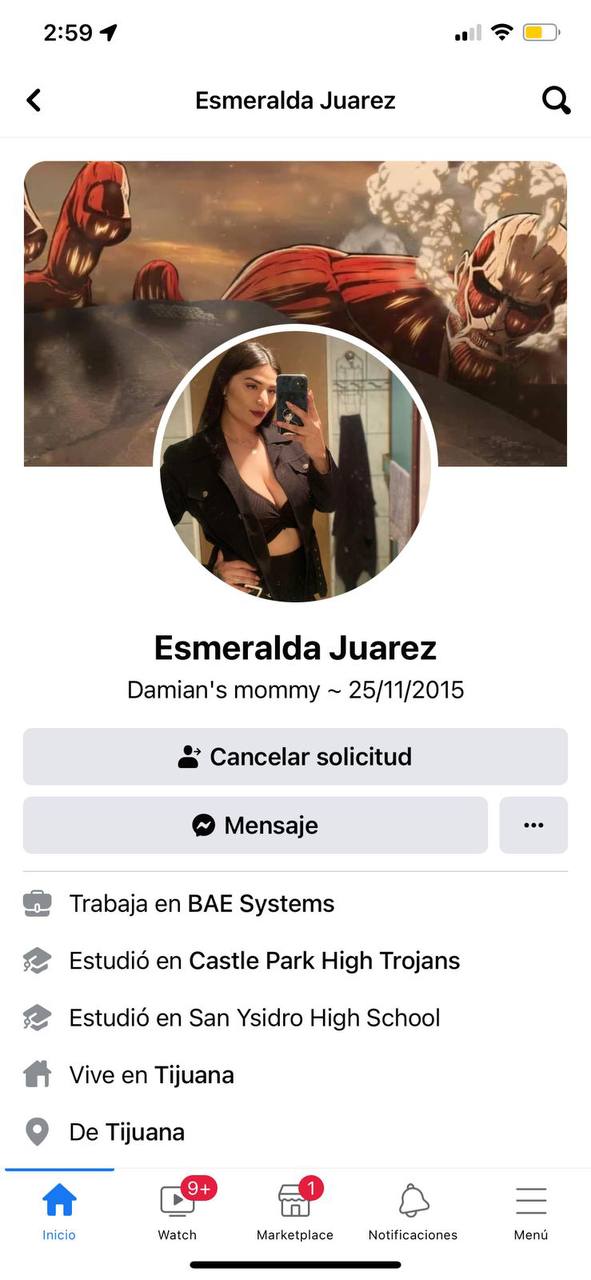 2:59
Esmeralda Juarez
Esmeralda Juarez
Damian's mommy ~ 25/11/2015
Cancelar solicitud
Mensaje
Trabaja en BAE Systems
Estudió en Castle Park High Trojans
Estudió en San Ysidro High School
Vive en Tijuana
De Tijuana
9+ 1
Inicio Watch Marketplace Notificaciones Menú